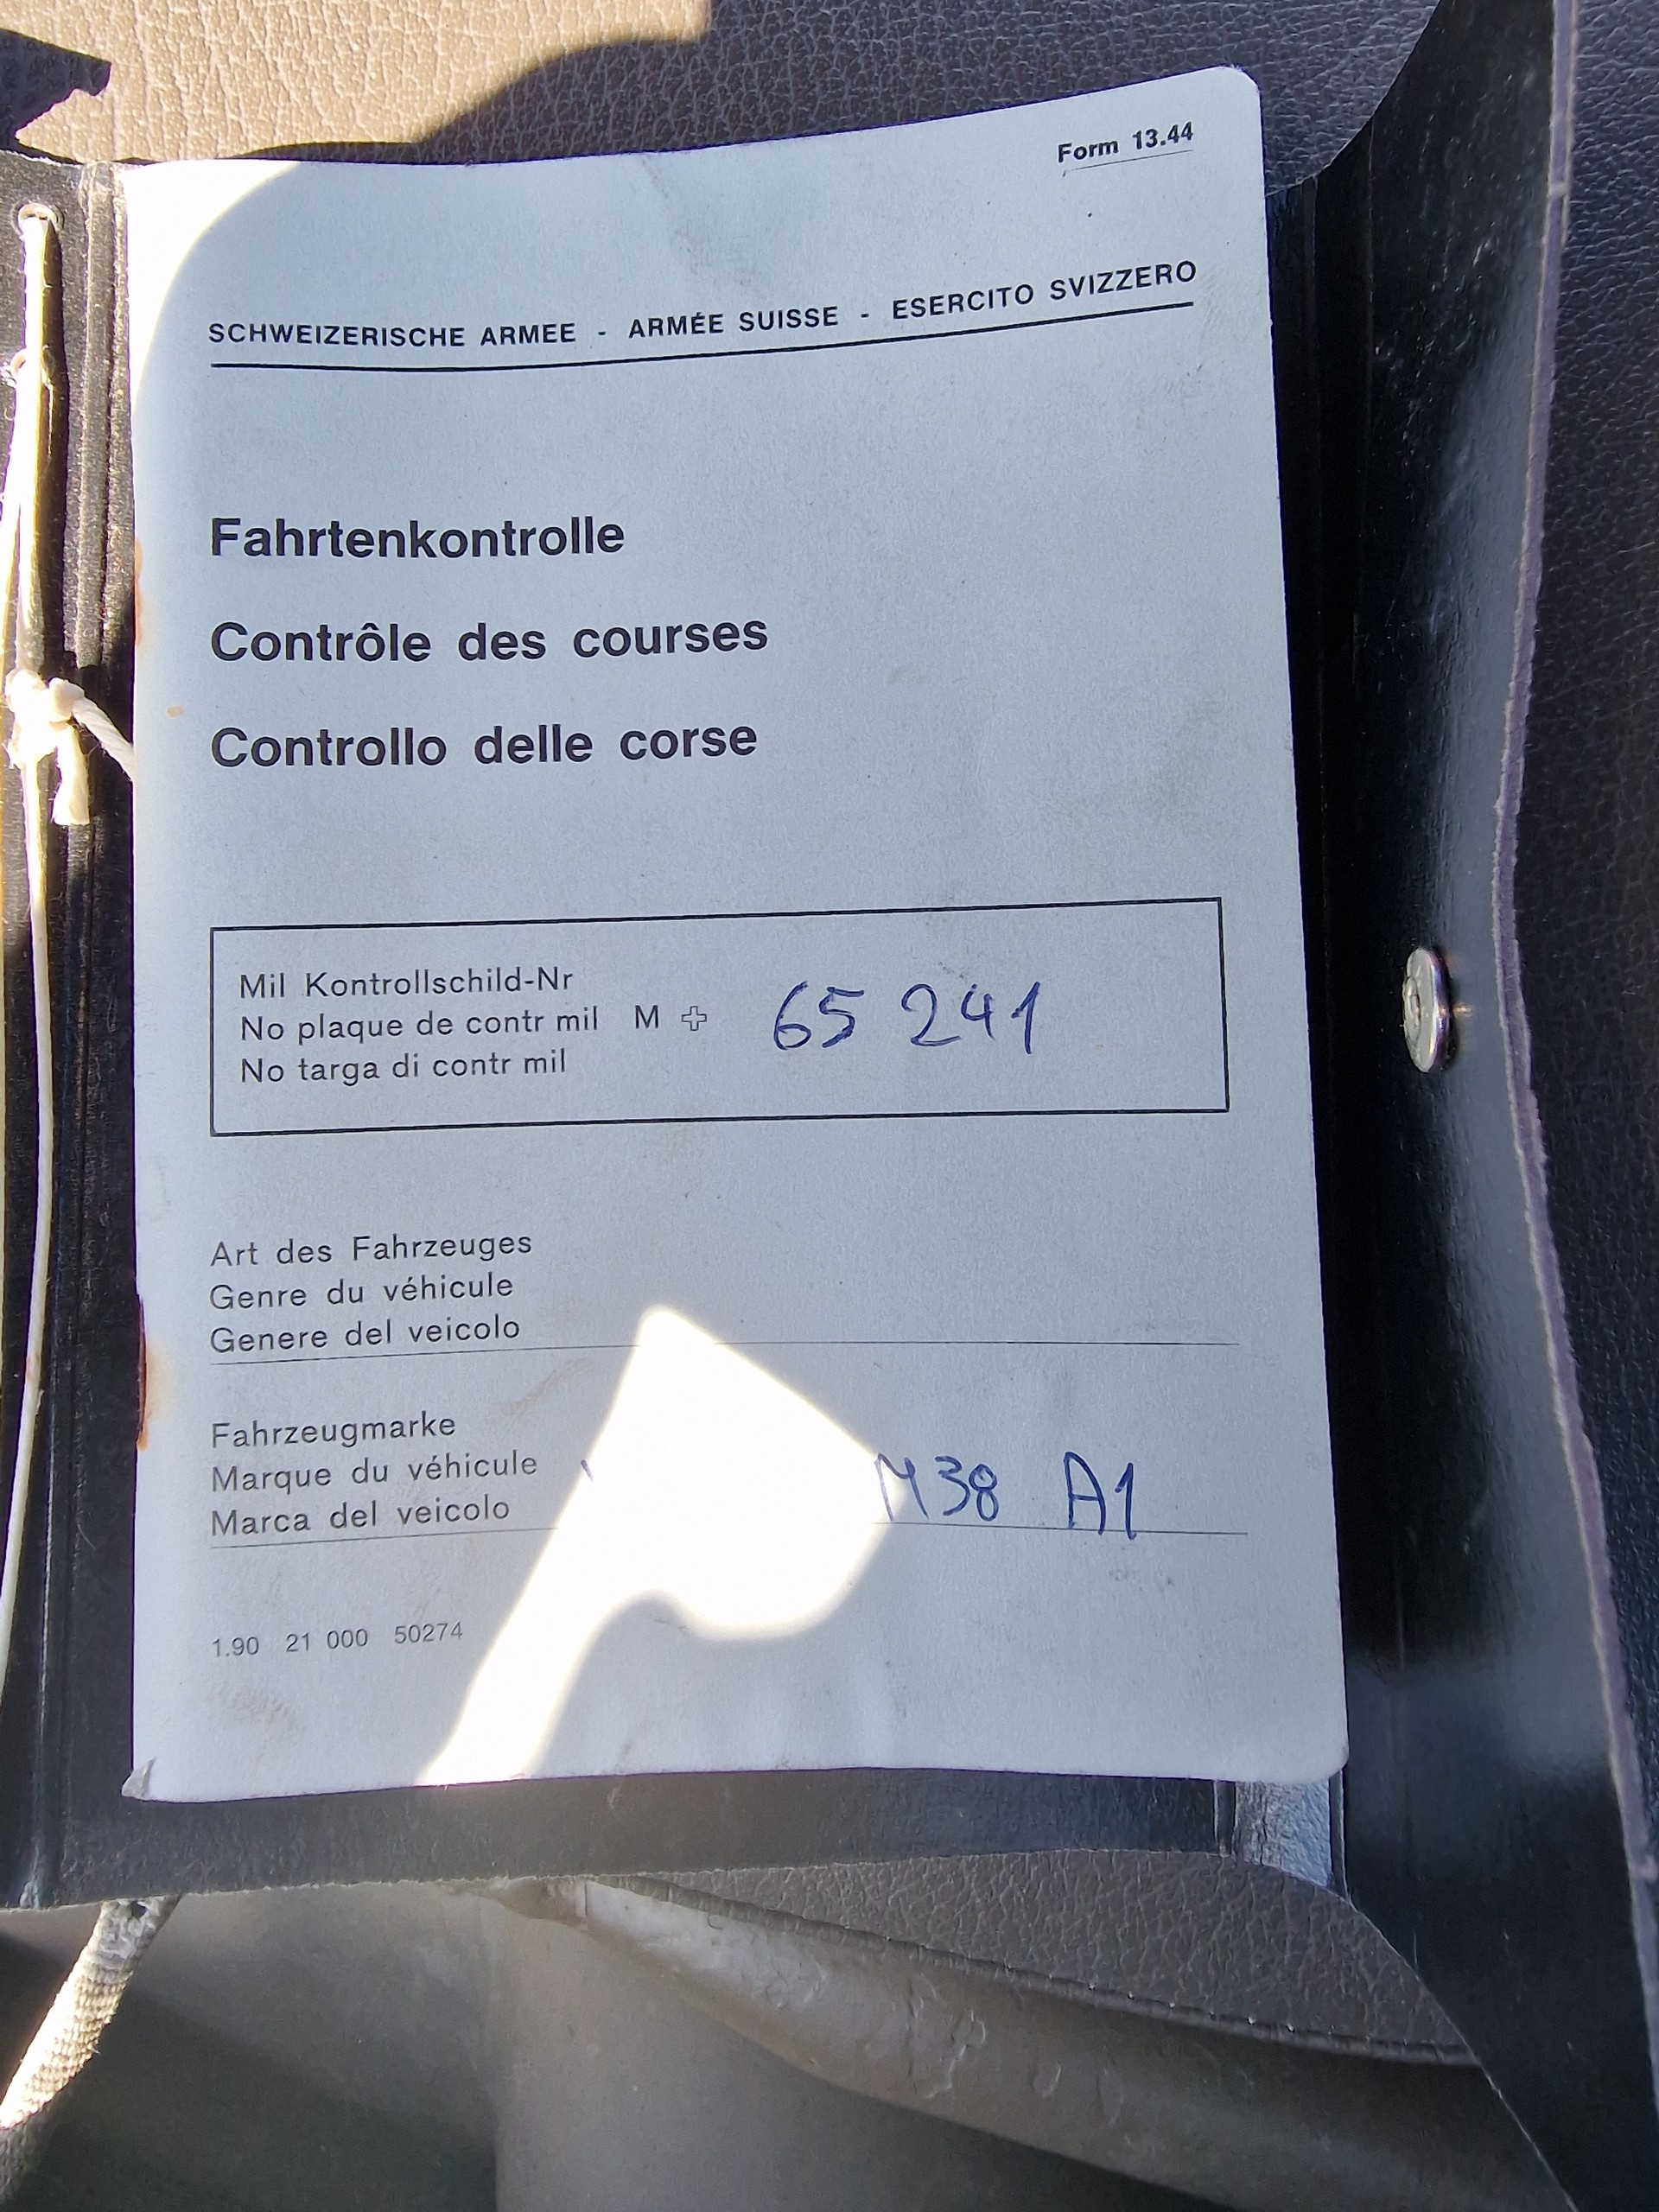 Form 13.44
SCHWEIZERISCHE ARMEE - ARMÉE SUISSE - ESERCITO SVIZZERO
Fahrtenkontrolle
Contrôle des courses
Controllo delle corse
Mil Kontrollschild-Nr
No plaque de contr mil M ✚ 65 241
No targa di contr mil
Art des Fahrzeuges
Genre du véhicule
Genere del veicolo
Fahrzeugmarke
Marque du véhicule M38 A1
Marca del veicolo
1.90 21 000 50274